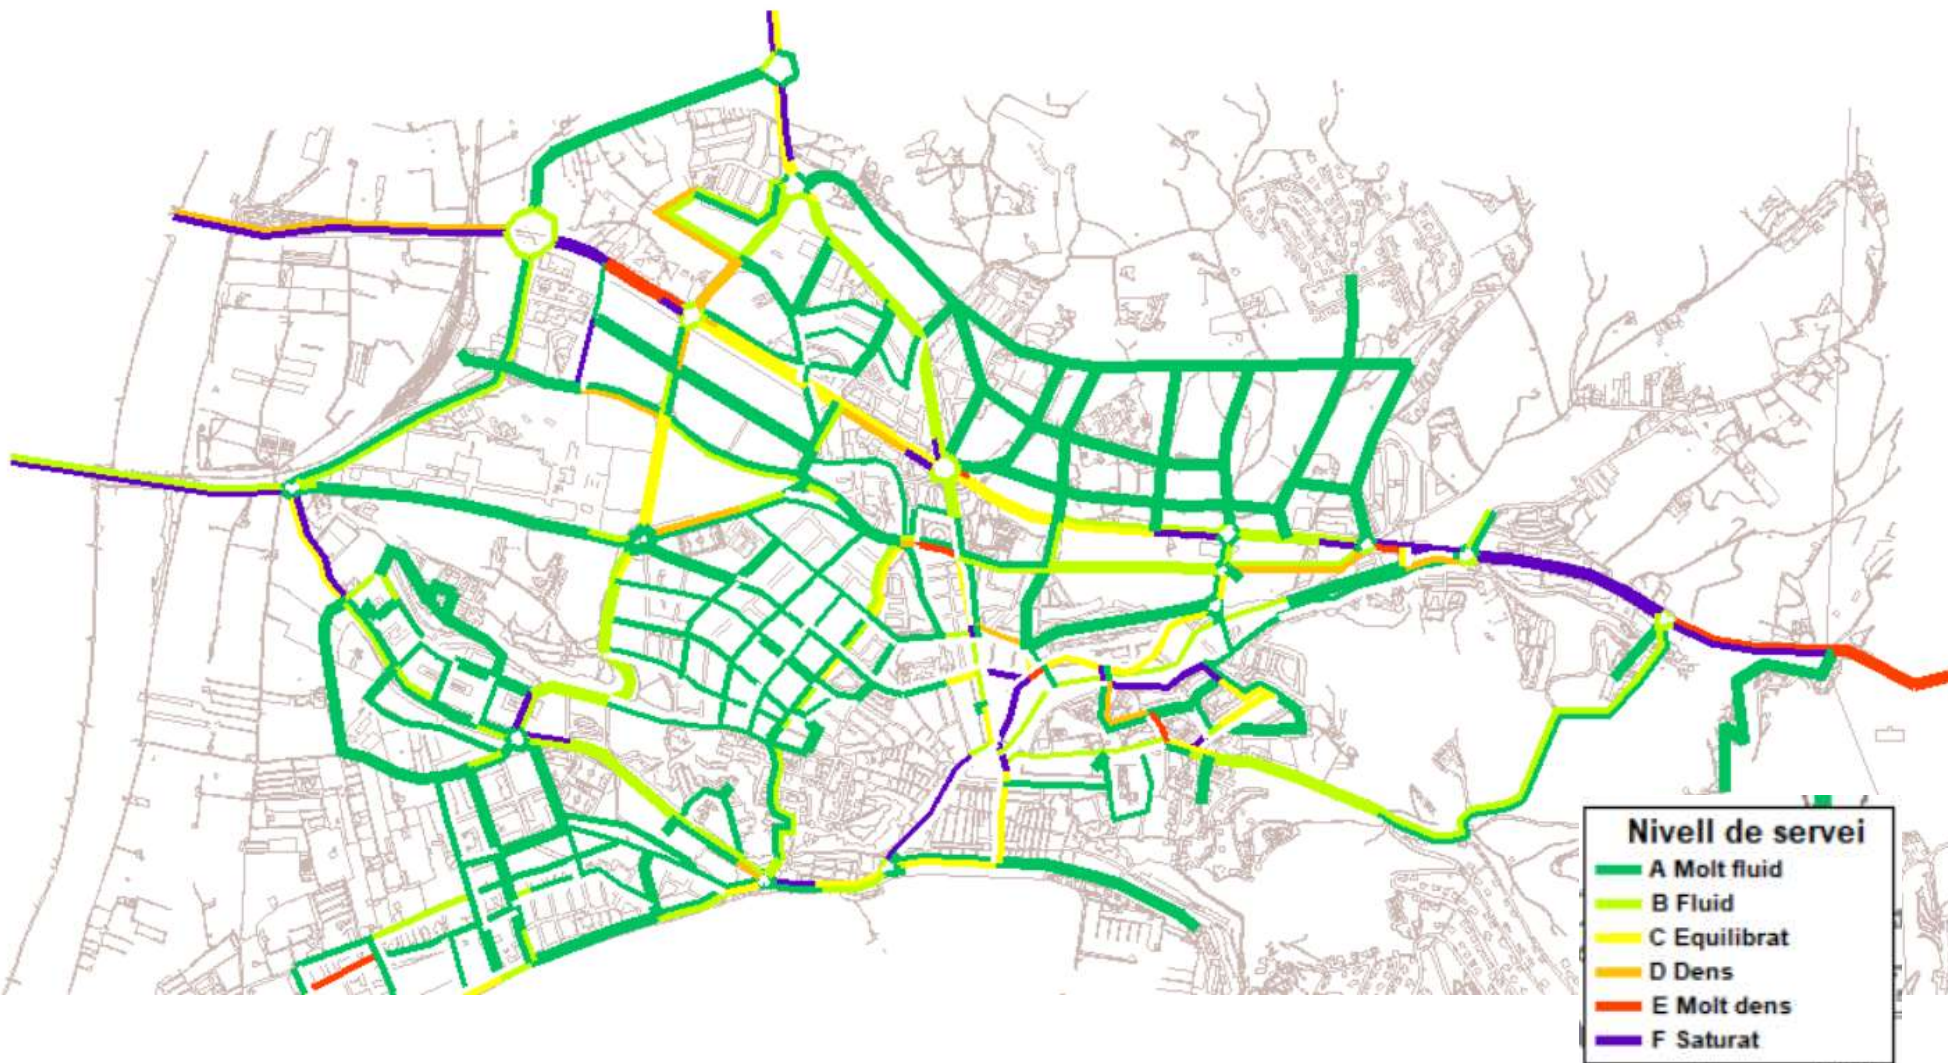 Nivell de servei
A Molt fluid
B Fluid
C Equilibrat
D Dens
E Molt dens
F Saturat